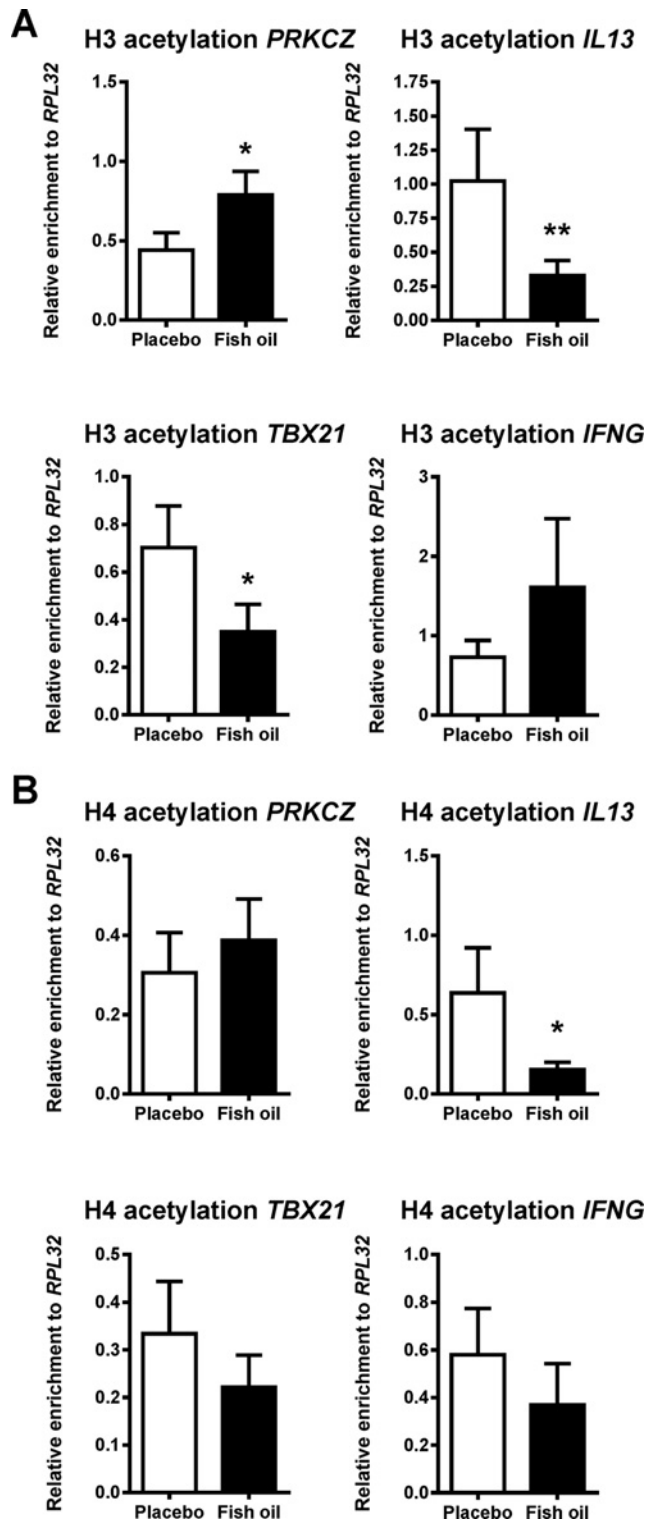 A
H3 acetylation PRKCZ
Relative enrichment to RPL32
1.5
1.0
0.5
0.0
*
Placebo Fish oil
H3 acetylation IL13
Relative enrichment to RPL32
1.75
1.50
1.25
1.00
0.75
0.50
0.25
0.00
**
Placebo Fish oil
H3 acetylation TBX21
Relative enrichment to RPL32
1.0
0.8
0.6
0.4
0.2
0.0
*
Placebo Fish oil
H3 acetylation IFNG
Relative enrichment to RPL32
3
2
1
0
Placebo Fish oil
B
H4 acetylation PRKCZ
Relative enrichment to RPL32
0.6
0.4
0.2
0.0
Placebo Fish oil
H4 acetylation IL13
Relative enrichment to RPL32
1.5
1.0
0.5
0.0
*
Placebo Fish oil
H4 acetylation TBX21
Relative enrichment to RPL32
0.5
0.4
0.3
0.2
0.1
0.0
Placebo Fish oil
H4 acetylation IFNG
Relative enrichment to RPL32
1.0
0.8
0.6
0.4
0.2
0.0
Placebo Fish oil